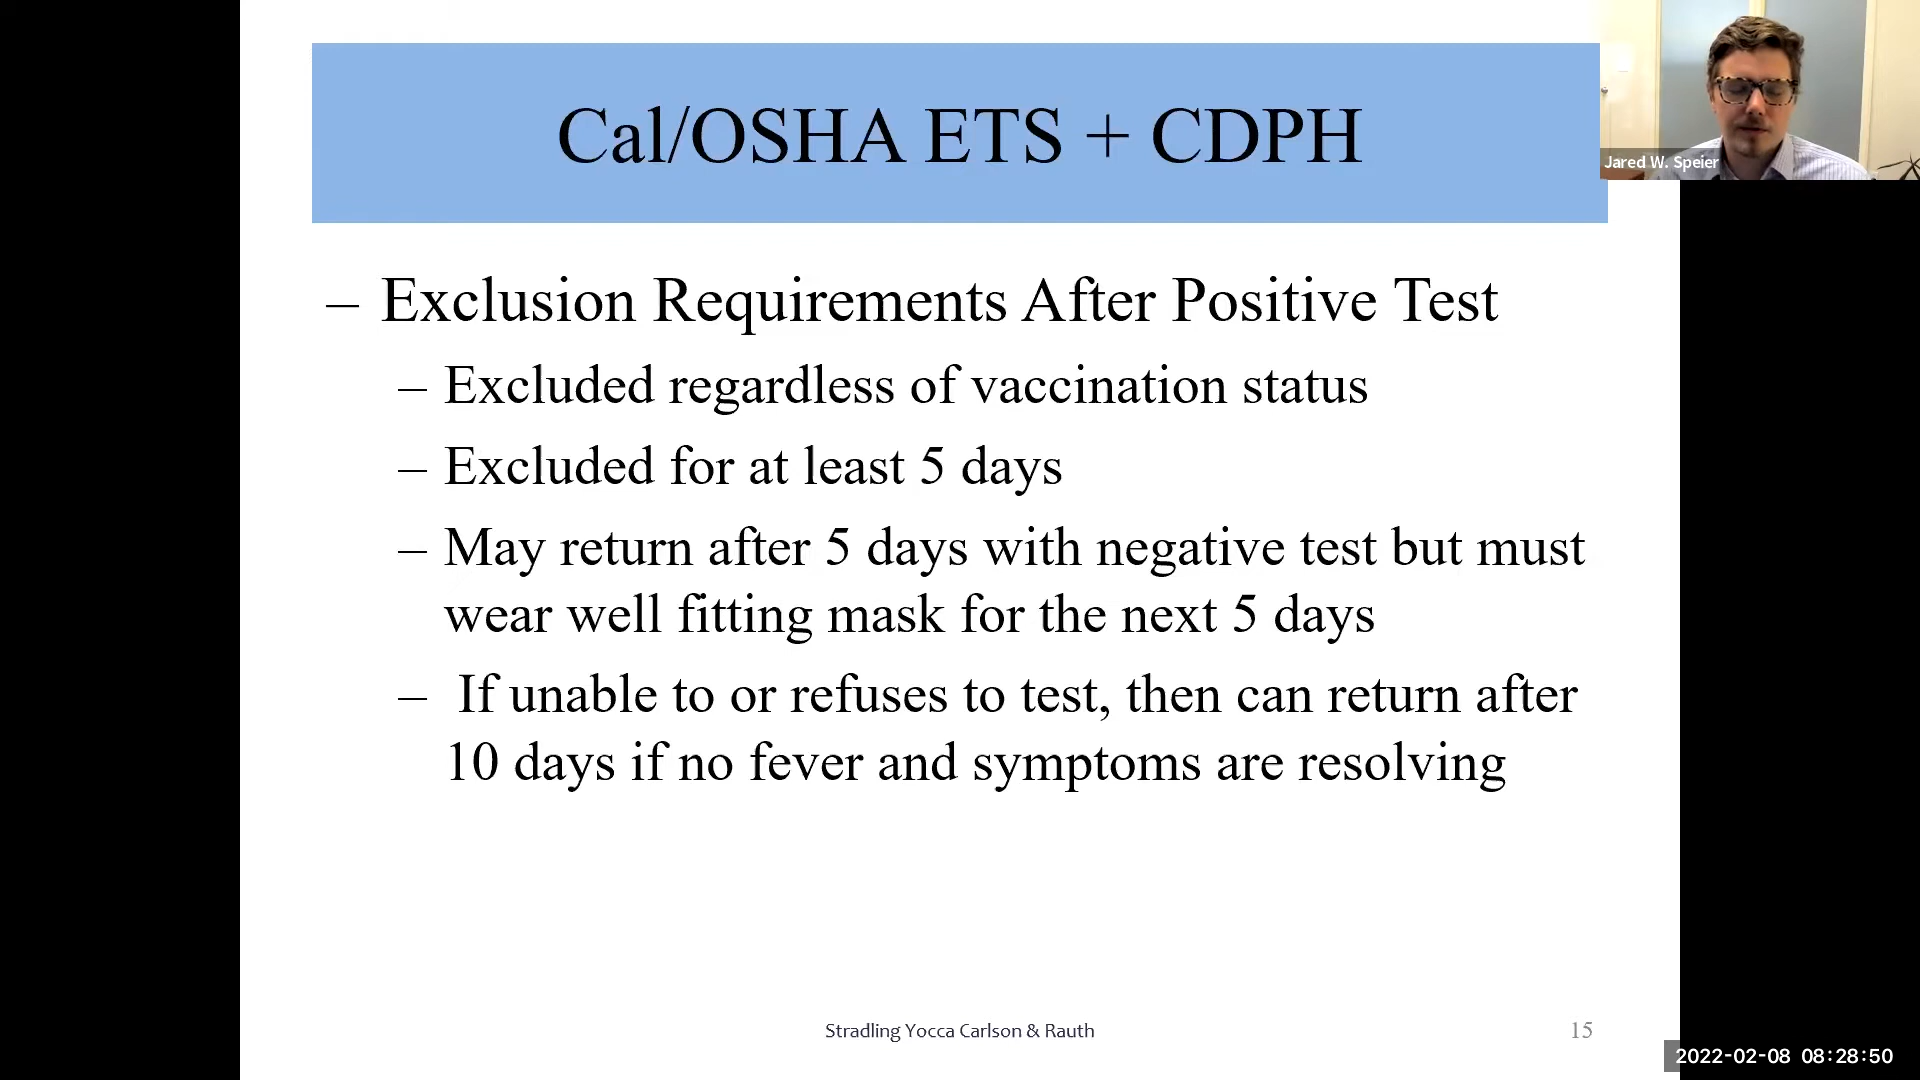 Cal/OSHA ETS + CDPH
Jared W. Speier
– Exclusion Requirements After Positive Test
– Excluded regardless of vaccination status
– Excluded for at least 5 days
– May return after 5 days with negative test but must
wear well fitting mask for the next 5 days
– If unable to or refuses to test, then can return after
10 days if no fever and symptoms are resolving
Stradling Yocca Carlson & Rauth
15
2022-02-08 08:28:50